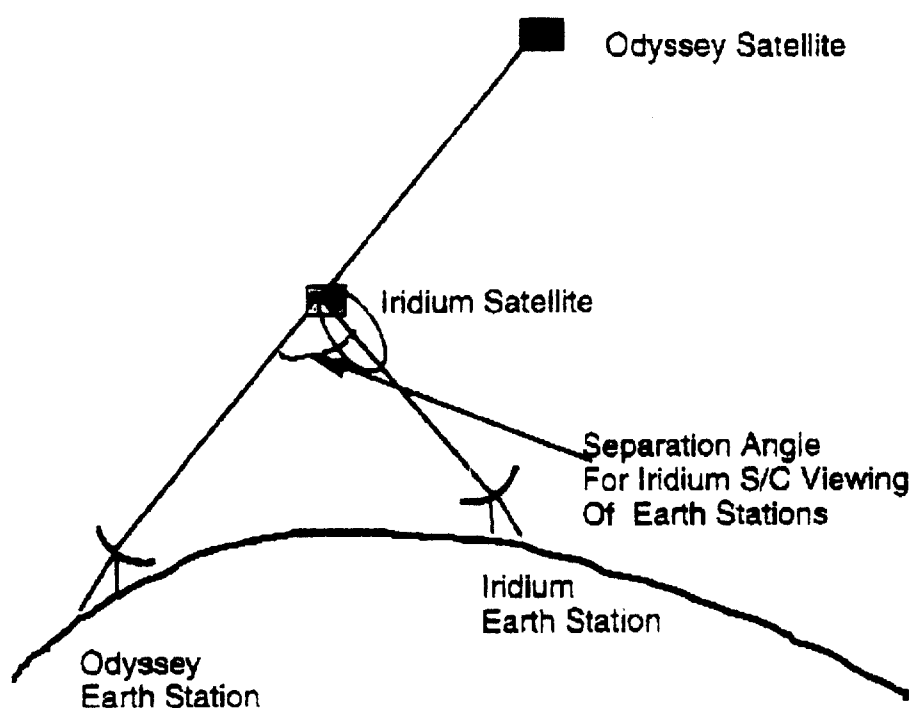 Odyssey Satellite
Iridium Satellite
Separation Angle
For Iridium S/C Viewing
Of Earth Stations
Iridium
Earth Station
Odyssey
Earth Station